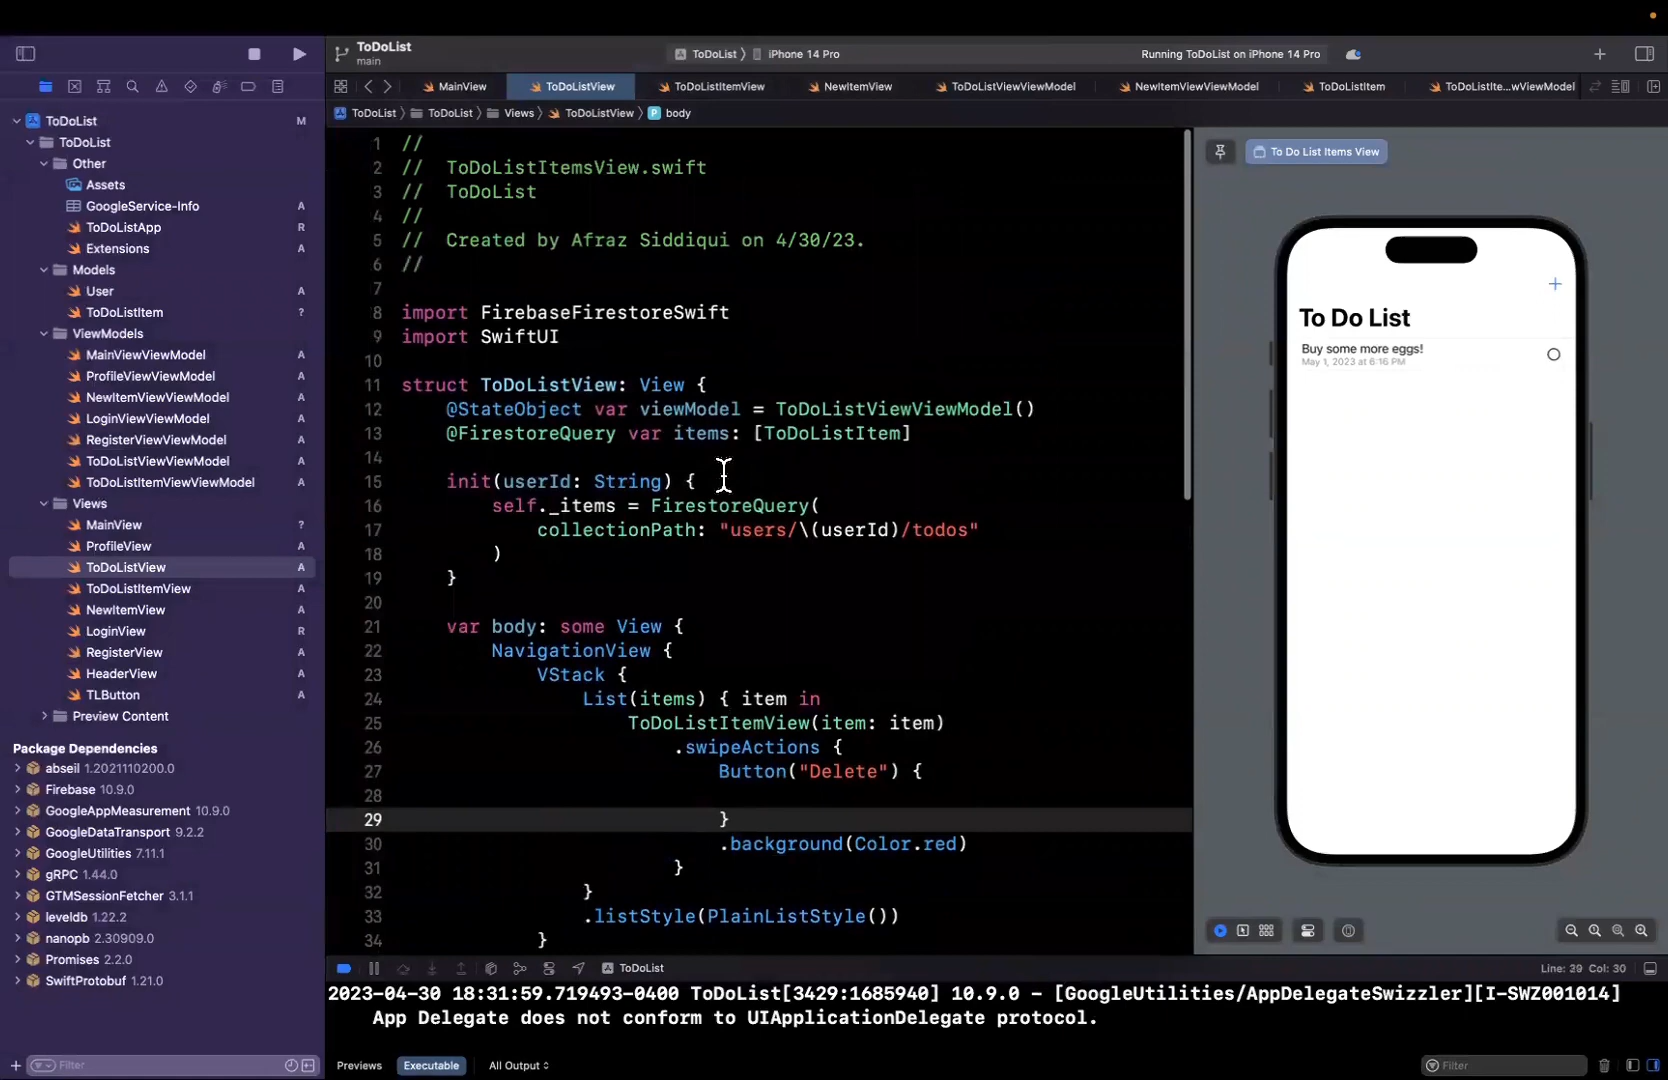 ToDoList
main
ToDoList
iPhone 14 Pro
Running ToDoList on iPhone 14 Pro
MainView
ToDoListView
ToDoListItemView
NewItemView
ToDoListViewViewModel
NewItemViewViewModel
ToDoListItem
ToDoListIte...wViewModel
ToDoList
ToDoList
Views
ToDoListView
body
ToDoList M
ToDoList
Other
Assets
GoogleService-Info A
ToDoListApp R
Extensions A
Models
User A
ToDoListItem ?
ViewModels
MainViewViewModel A
ProfileViewViewModel A
NewItemViewViewModel A
LoginViewViewModel A
RegisterViewViewModel A
ToDoListViewViewModel A
ToDoListItemViewViewModel A
Views
MainView ?
ProfileView A
ToDoListView A
ToDoListItemView A
NewItemView A
LoginView R
RegisterView A
HeaderView A
TLButton A
Preview Content
Package Dependencies
abseil 1.2021110200.0
Firebase 10.9.0
GoogleAppMeasurement 10.9.0
GoogleDataTransport 9.2.2
GoogleUtilities 7.11.1
gRPC 1.44.0
GTMSessionFetcher 3.1.1
leveldb 1.22.2
nanopb 2.30909.0
Promises 2.2.0
SwiftProtobuf 1.21.0
Filter
1 //
2 //  ToDoListItemsView.swift
3 //  ToDoList
4 //
5 //  Created by Afraz Siddiqui on 4/30/23.
6 //
7
8 import FirebaseFirestoreSwift
9 import SwiftUI
10
11 struct ToDoListView: View {
12     @StateObject var viewModel = ToDoListViewViewModel()
13     @FirestoreQuery var items: [ToDoListItem]
14
15     init(userId: String) {
16         self._items = FirestoreQuery(
17             collectionPath: "users/\(userId)/todos"
18         )
19     }
20
21     var body: some View {
22         NavigationView {
23             VStack {
24                 List(items) { item in
25                     ToDoListItemView(item: item)
26                         .swipeActions {
27                             Button("Delete") {
28
29                             }
30                             .background(Color.red)
31                         }
32                 }
33                 .listStyle(PlainListStyle())
34             }
To Do List Items View
+
To Do List
Buy some more eggs!
May 1, 2023 at 6:16 PM
ToDoList
Line: 29 Col: 30
2023-04-30 18:31:59.719493-0400 ToDoList[3429:1685940] 10.9.0 - [GoogleUtilities/AppDelegateSwizzler][I-SWZ001014]
App Delegate does not conform to UIApplicationDelegate protocol.
Previews
Executable
All Output
Filter